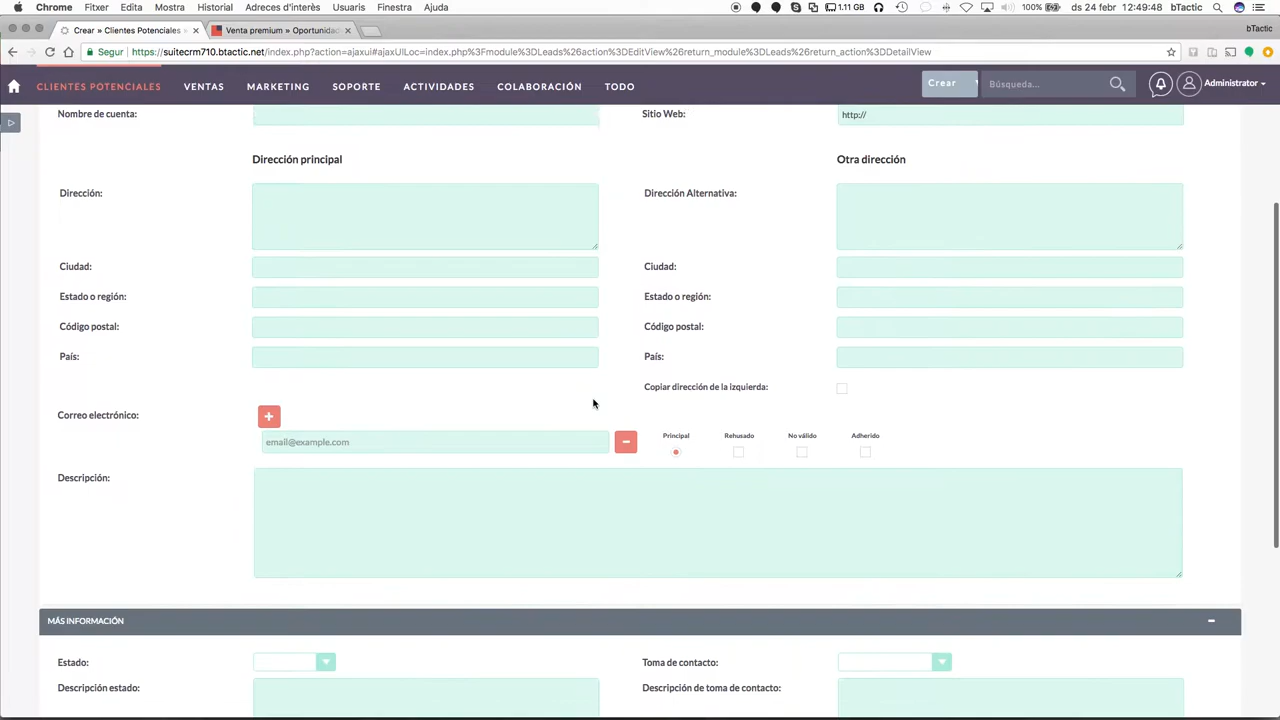 Chrome Fitxer Edita Mostra Historial Adreces d'interès Usuaris Finestra Ajuda 1.11 GB 100% ds 24 febr 12:49:48 bTactic
Crear » Clientes Potenciales » Venta premium » Oportunidad bTactic
Segur https://suitecrm710.btactic.net/index.php?action=ajaxui#ajaxUILoc=index.php%3Fmodule%3DLeads%26action%3DEditView%26return_module%3DLeads%26return_action%3DDetailView
CLIENTES POTENCIALES VENTAS MARKETING SOPORTE ACTIVIDADES COLABORACIÓN TODO Crear Búsqueda... Administrator
Nombre de cuenta: Sitio Web: http://
Dirección principal Otra dirección
Dirección: Dirección Alternativa:
Ciudad: Ciudad:
Estado o región: Estado o región:
Código postal: Código postal:
País: País:
Copiar dirección de la izquierda:
Correo electrónico:
Principal Rehusado No válido Adherido
email@example.com
Descripción:
MÁS INFORMACIÓN
Estado: Toma de contacto:
Descripción estado: Descripción de toma de contacto: